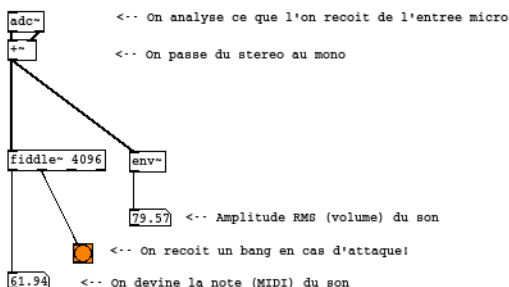 adc~ <-- On analyse ce que l'on recoit de l'entree micro
+~ <-- On passe du stereo au mono
fiddle~ 4096 env~
79.57 <-- Amplitude RMS (volume) du son
<-- On recoit un bang en cas d'attaque!
61.94 <-- On devine la note (MIDI) du son